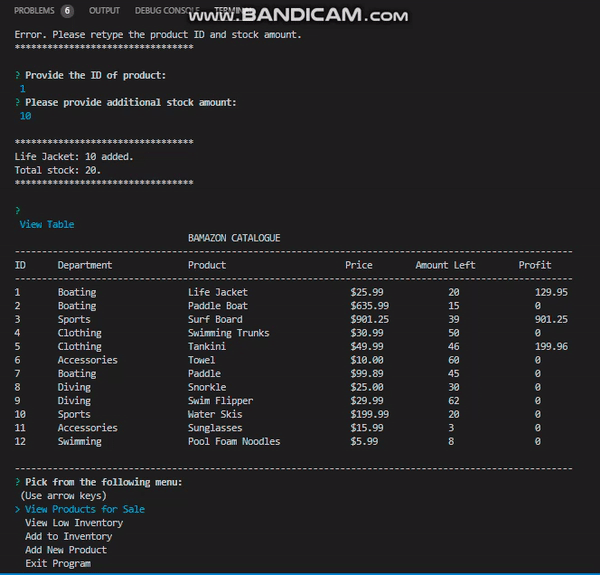 PROBLEMS 6 OUTPUT DEBUG CONSOLE TERMINAL
www.BANDICAM.com
Error. Please retype the product ID and stock amount.
*********************************
? Provide the ID of product:
1
? Please provide additional stock amount:
10
*********************************
Life Jacket: 10 added.
Total stock: 20.
*********************************
?
View Table
BAMAZON CATALOGUE
ID Department Product Price Amount Left Profit
1 Boating Life Jacket $25.99 20 129.95
2 Boating Paddle Boat $635.99 15 0
3 Sports Surf Board $901.25 39 901.25
4 Clothing Swimming Trunks $30.99 50 0
5 Clothing Tankini $49.99 46 199.96
6 Accessories Towel $10.00 60 0
7 Boating Paddle $99.89 45 0
8 Diving Snorkle $25.00 30 0
9 Diving Swim Flipper $29.99 62 0
10 Sports Water Skis $199.99 20 0
11 Accessories Sunglasses $15.99 3 0
12 Swimming Pool Foam Noodles $5.99 8 0
? Pick from the following menu:
(Use arrow keys)
> View Products for Sale
View Low Inventory
Add to Inventory
Add New Product
Exit Program